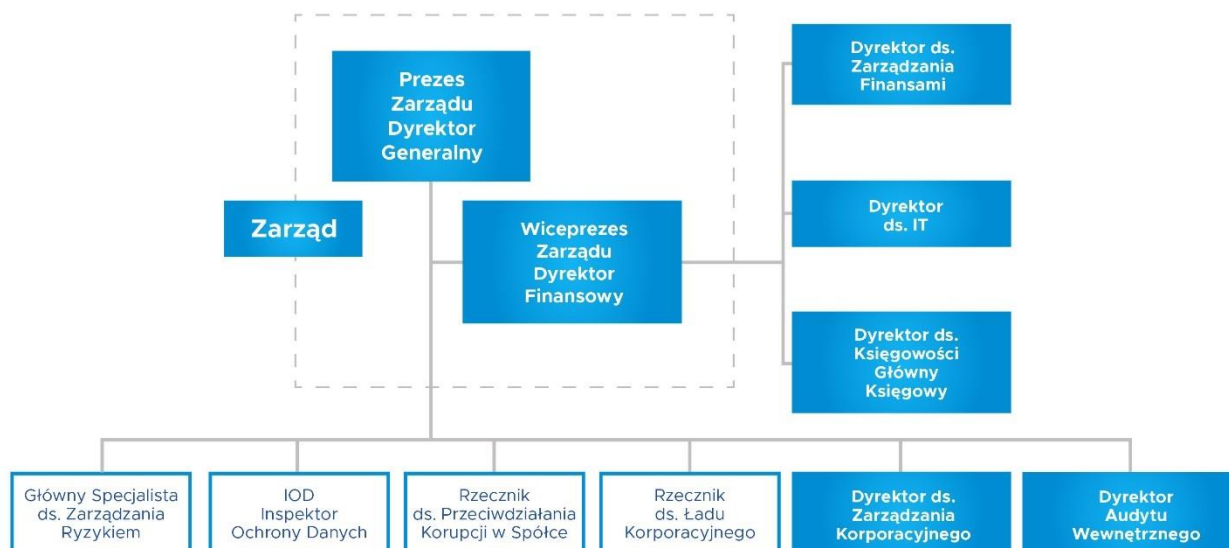 Prezes
Zarządu
Dyrektor
Generalny
Zarząd
Wiceprezes
Zarządu
Dyrektor
Finansowy
Dyrektor ds.
Zarządzania
Finansami
Dyrektor
ds. IT
Dyrektor ds.
Księgowości
Główny
Księgowy
Główny Specjalista
ds. Zarządzania
Ryzykiem
IOD
Inspektor
Ochrony Danych
Rzecznik
ds. Przeciwdziałania
Korupcji w Spółce
Rzecznik
ds. Ładu
Korporacyjnego
Dyrektor ds.
Zarządzania
Korporacyjnego
Dyrektor
Audytu
Wewnętrznego